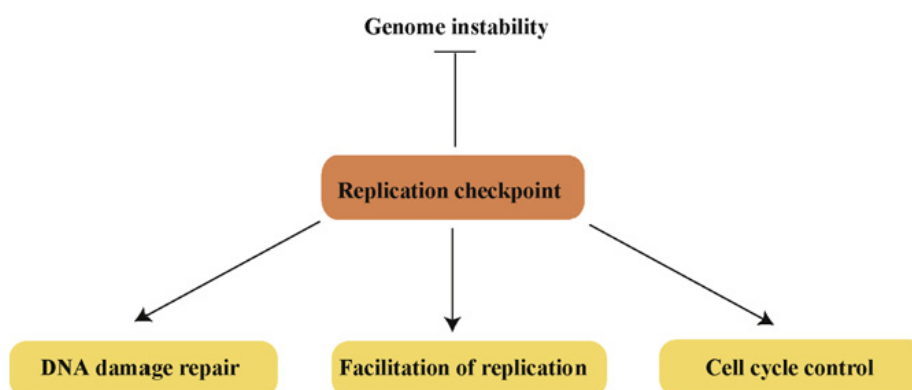 Genome instability
Replication checkpoint
DNA damage repair
Facilitation of replication
Cell cycle control